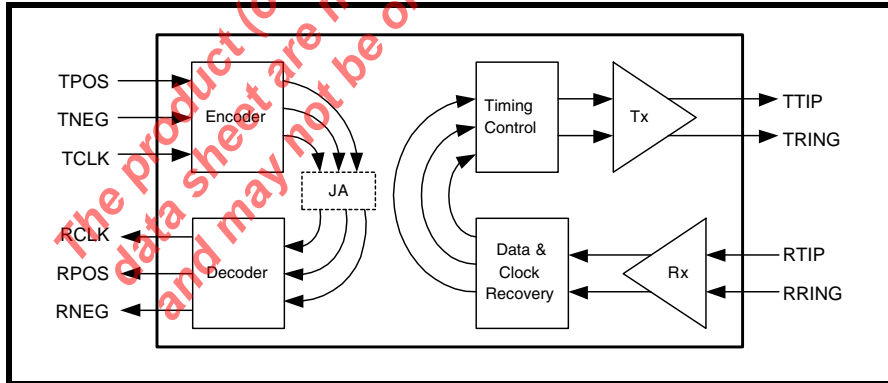 TPOS
TNEG
TCLK
Encoder
JA
RCLK
RPOS
RNEG
Decoder
Timing
Control
Tx
TTIP
TRING
Data &
Clock
Recovery
Rx
RTIP
RRING
The product (
data sheet are
and may not be o